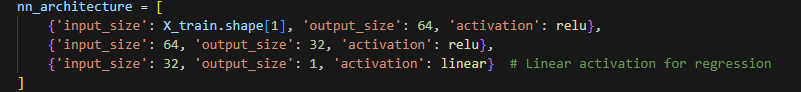 nn_architecture = [
    {'input_size': X_train.shape[1], 'output_size': 64, 'activation': relu},
    {'input_size': 64, 'output_size': 32, 'activation': relu},
    {'input_size': 32, 'output_size': 1, 'activation': linear}  # Linear activation for regression
]